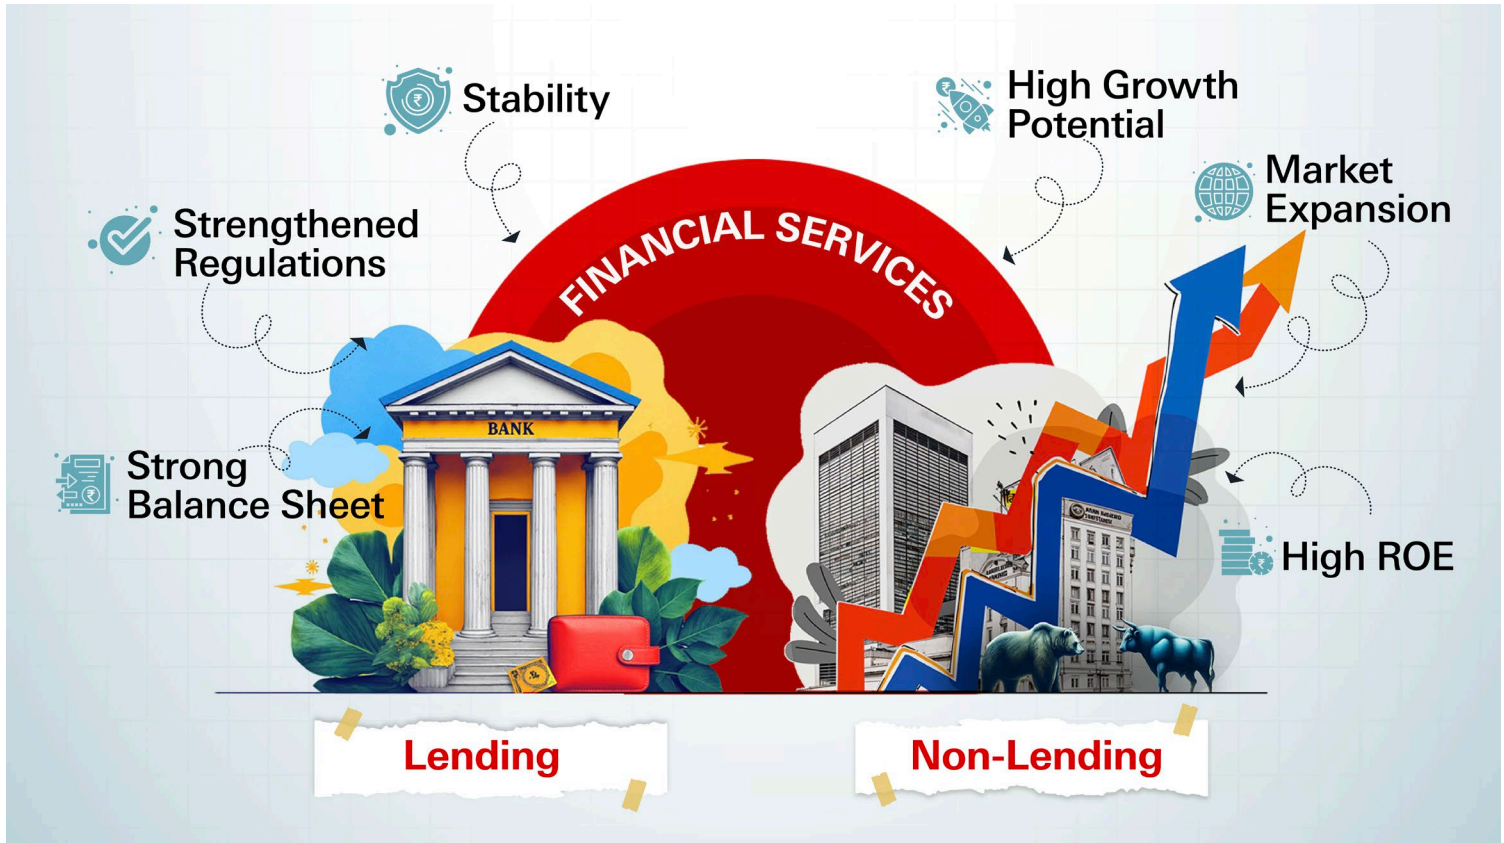 Stability
High Growth
Potential
Market
Expansion
Strengthened
Regulations
FINANCIAL SERVICES
BANK
Strong
Balance Sheet
High ROE
Lending
Non-Lending